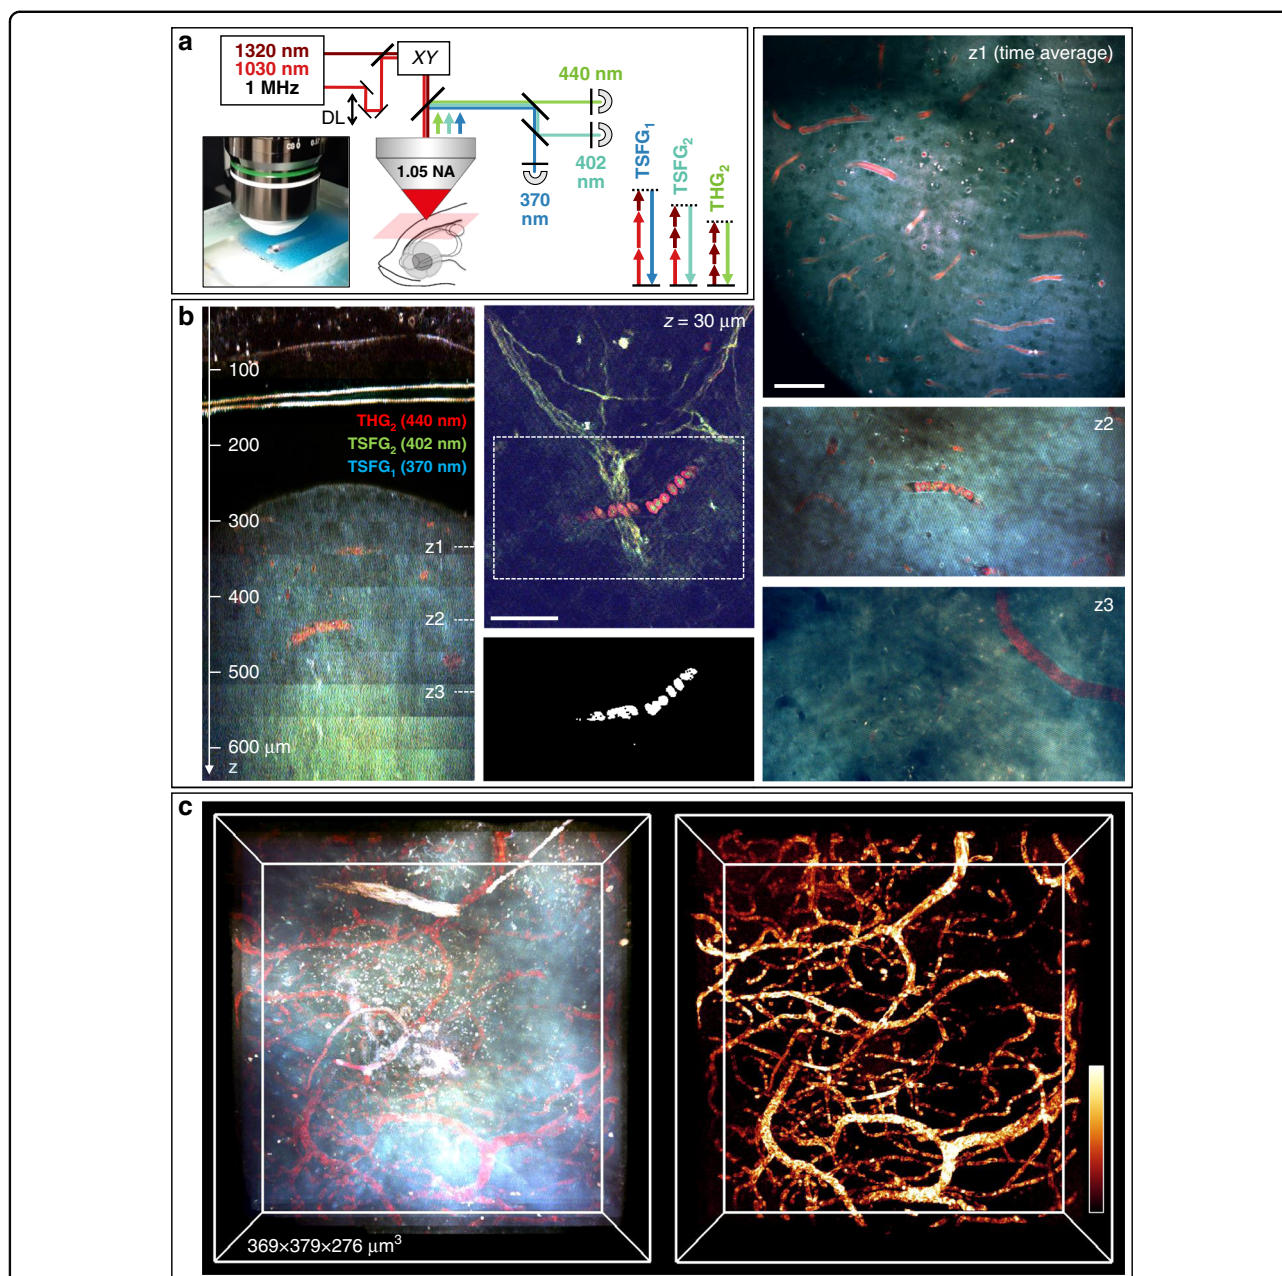 a
1320 nm
1030 nm
1 MHz
XY
DL
1.05 NA
440 nm
402
nm
370
nm
TSFG1
TSFG2
THG2
z1 (time average)
b
100
200
300
400
500
600 μm
z
THG2 (440 nm)
TSFG2 (402 nm)
TSFG1 (370 nm)
z1
z2
z3
z = 30 μm
z2
z3
c
369×379×276 μm³